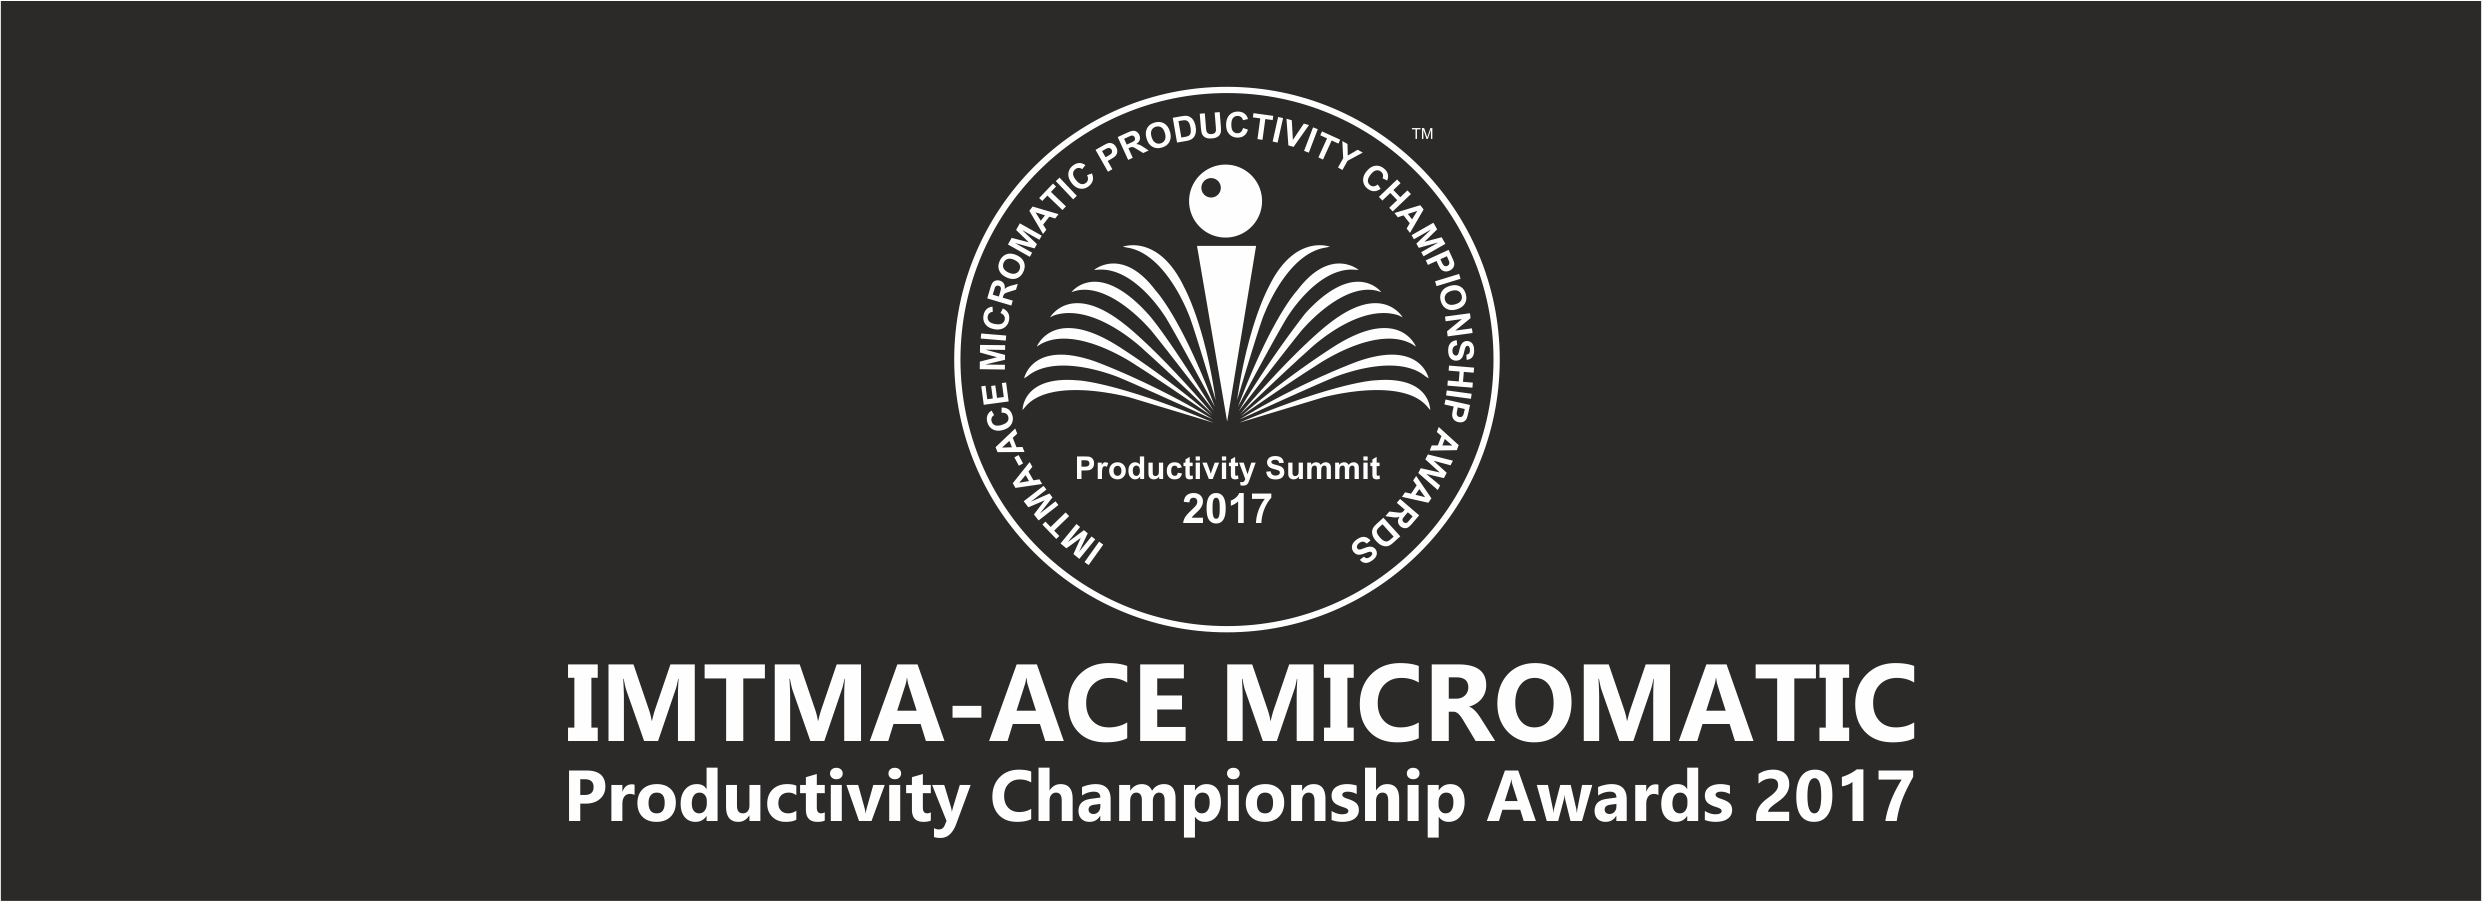 IMTMA-ACE MICROMATIC PRODUCTIVITY CHAMPIONSHIP AWARDS
TM
Productivity Summit
2017
IMTMA-ACE MICROMATIC
Productivity Championship Awards 2017